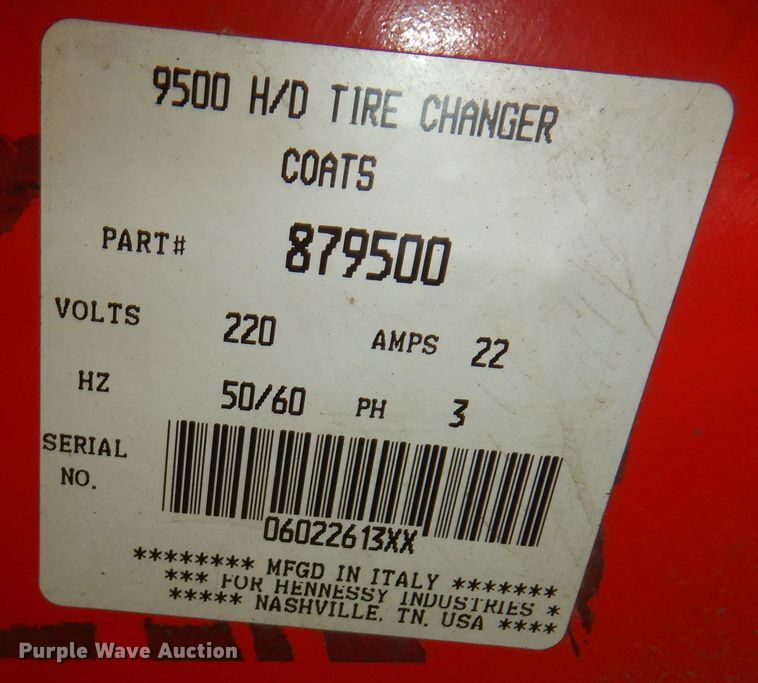 9500 H/D TIRE CHANGER
COATS
PART# 879500
VOLTS 220 AMPS 22
HZ 50/60 PH 3
SERIAL
NO.
06022613XX
******** MFGD IN ITALY *******
*** FOR HENNESSY INDUSTRIES *
***** NASHVILLE, TN. USA ****
Purple Wave Auction